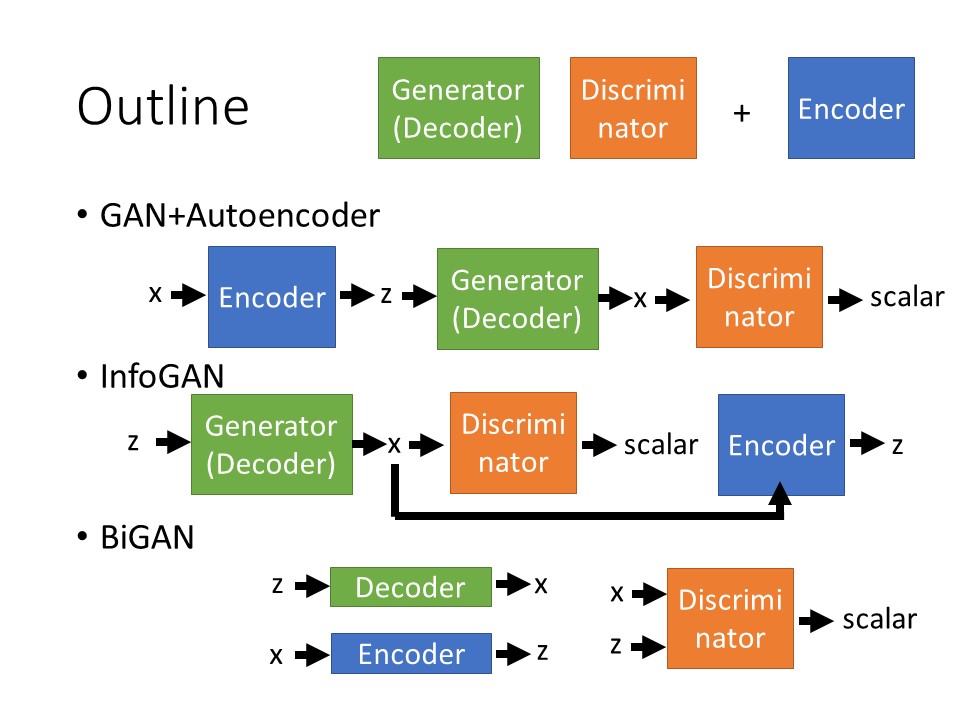 Outline
Generator
(Decoder)
Discrimi
nator
+
Encoder
• GAN+Autoencoder
x
Encoder
z
Generator
(Decoder)
x
Discrimi
nator
scalar
• InfoGAN
z
Generator
(Decoder)
x
Discrimi
nator
scalar
Encoder
z
• BiGAN
z
Decoder
x
x
Encoder
z
x
z
Discrimi
nator
scalar